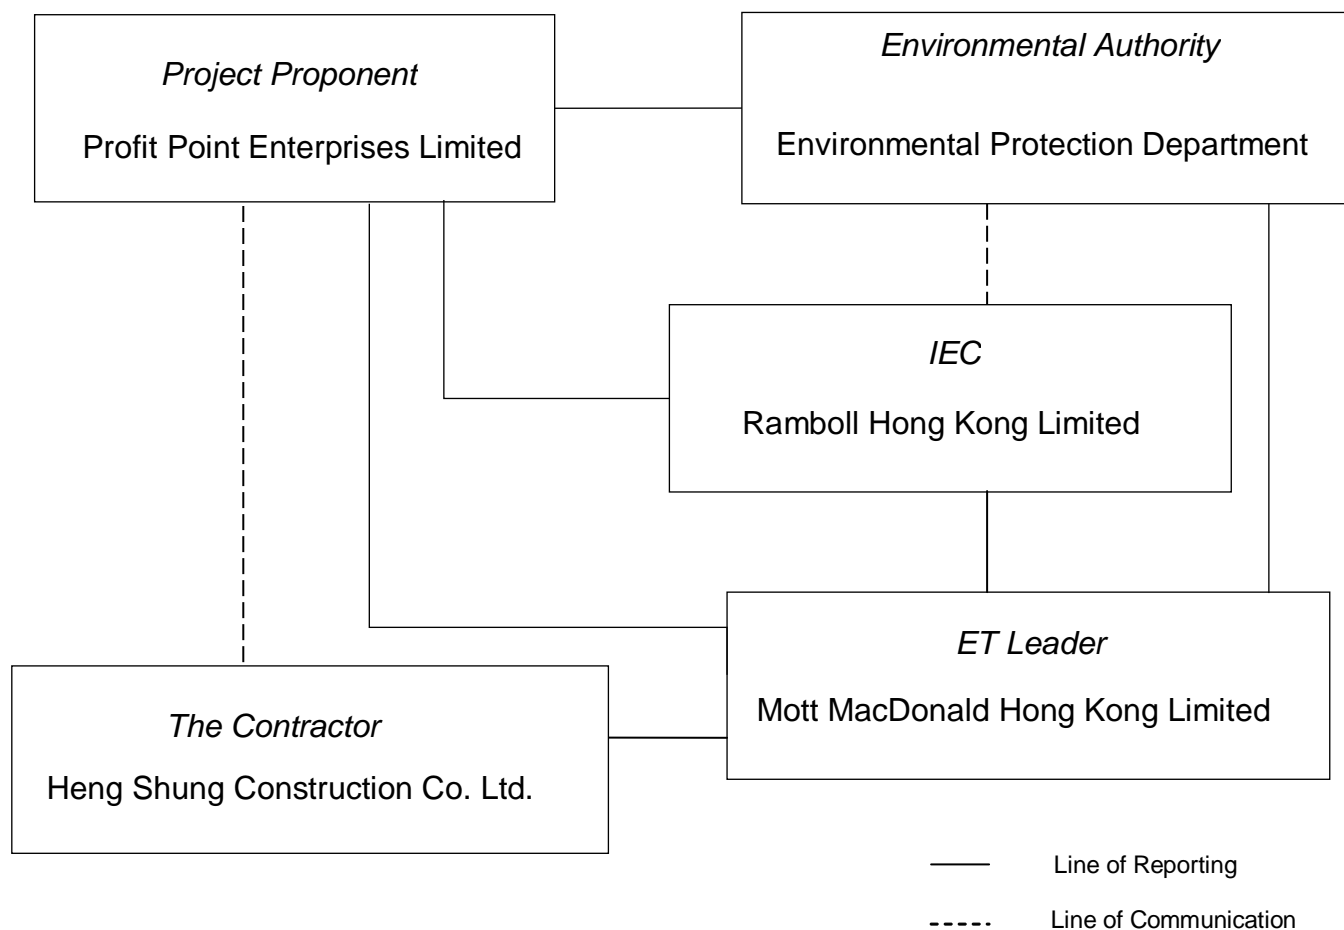 Project Proponent
Profit Point Enterprises Limited
Environmental Authority
Environmental Protection Department
IEC
Ramboll Hong Kong Limited
ET Leader
Mott MacDonald Hong Kong Limited
The Contractor
Heng Shung Construction Co. Ltd.
Line of Reporting
Line of Communication